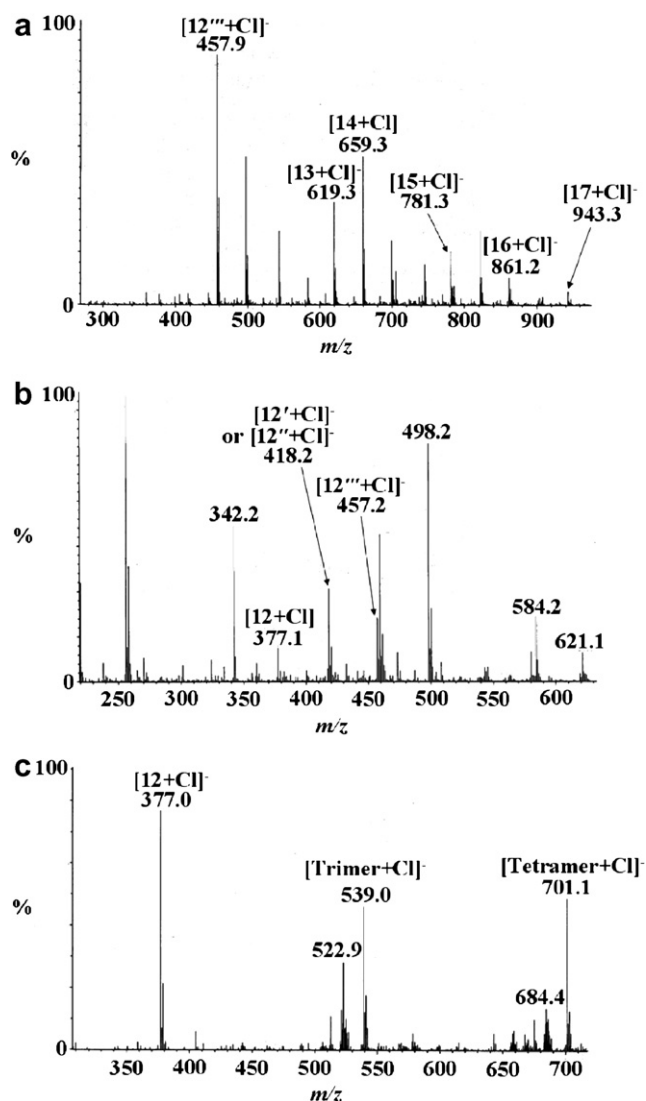 a
100
%
0
[12‴+Cl]⁻
457.9
[13+Cl]⁻
619.3
[14+Cl]
659.3
[15+Cl]⁻
781.3
[16+Cl]⁻
861.2
[17+Cl]⁻
943.3
300 400 500 600 700 800 900
m/z
b
100
%
0
342.2
[12+Cl]
377.1
[12′+Cl]⁻
or [12″+Cl]⁻
418.2
[12‴+Cl]⁻
457.2
498.2
584.2
621.1
250 300 350 400 450 500 550 600
m/z
c
100
%
0
[12+Cl]⁻
377.0
522.9
[Trimer+Cl]⁻
539.0
684.4
[Tetramer+Cl]⁻
701.1
350 400 450 500 550 600 650 700
m/z